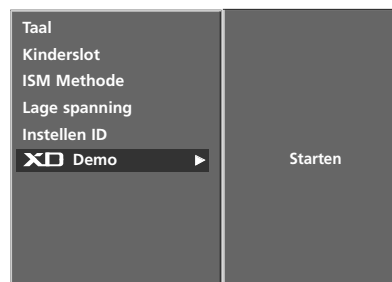 Taal
Kinderslot
ISM Methode
Lage spanning
Instellen ID
XD Demo ▶ Starten